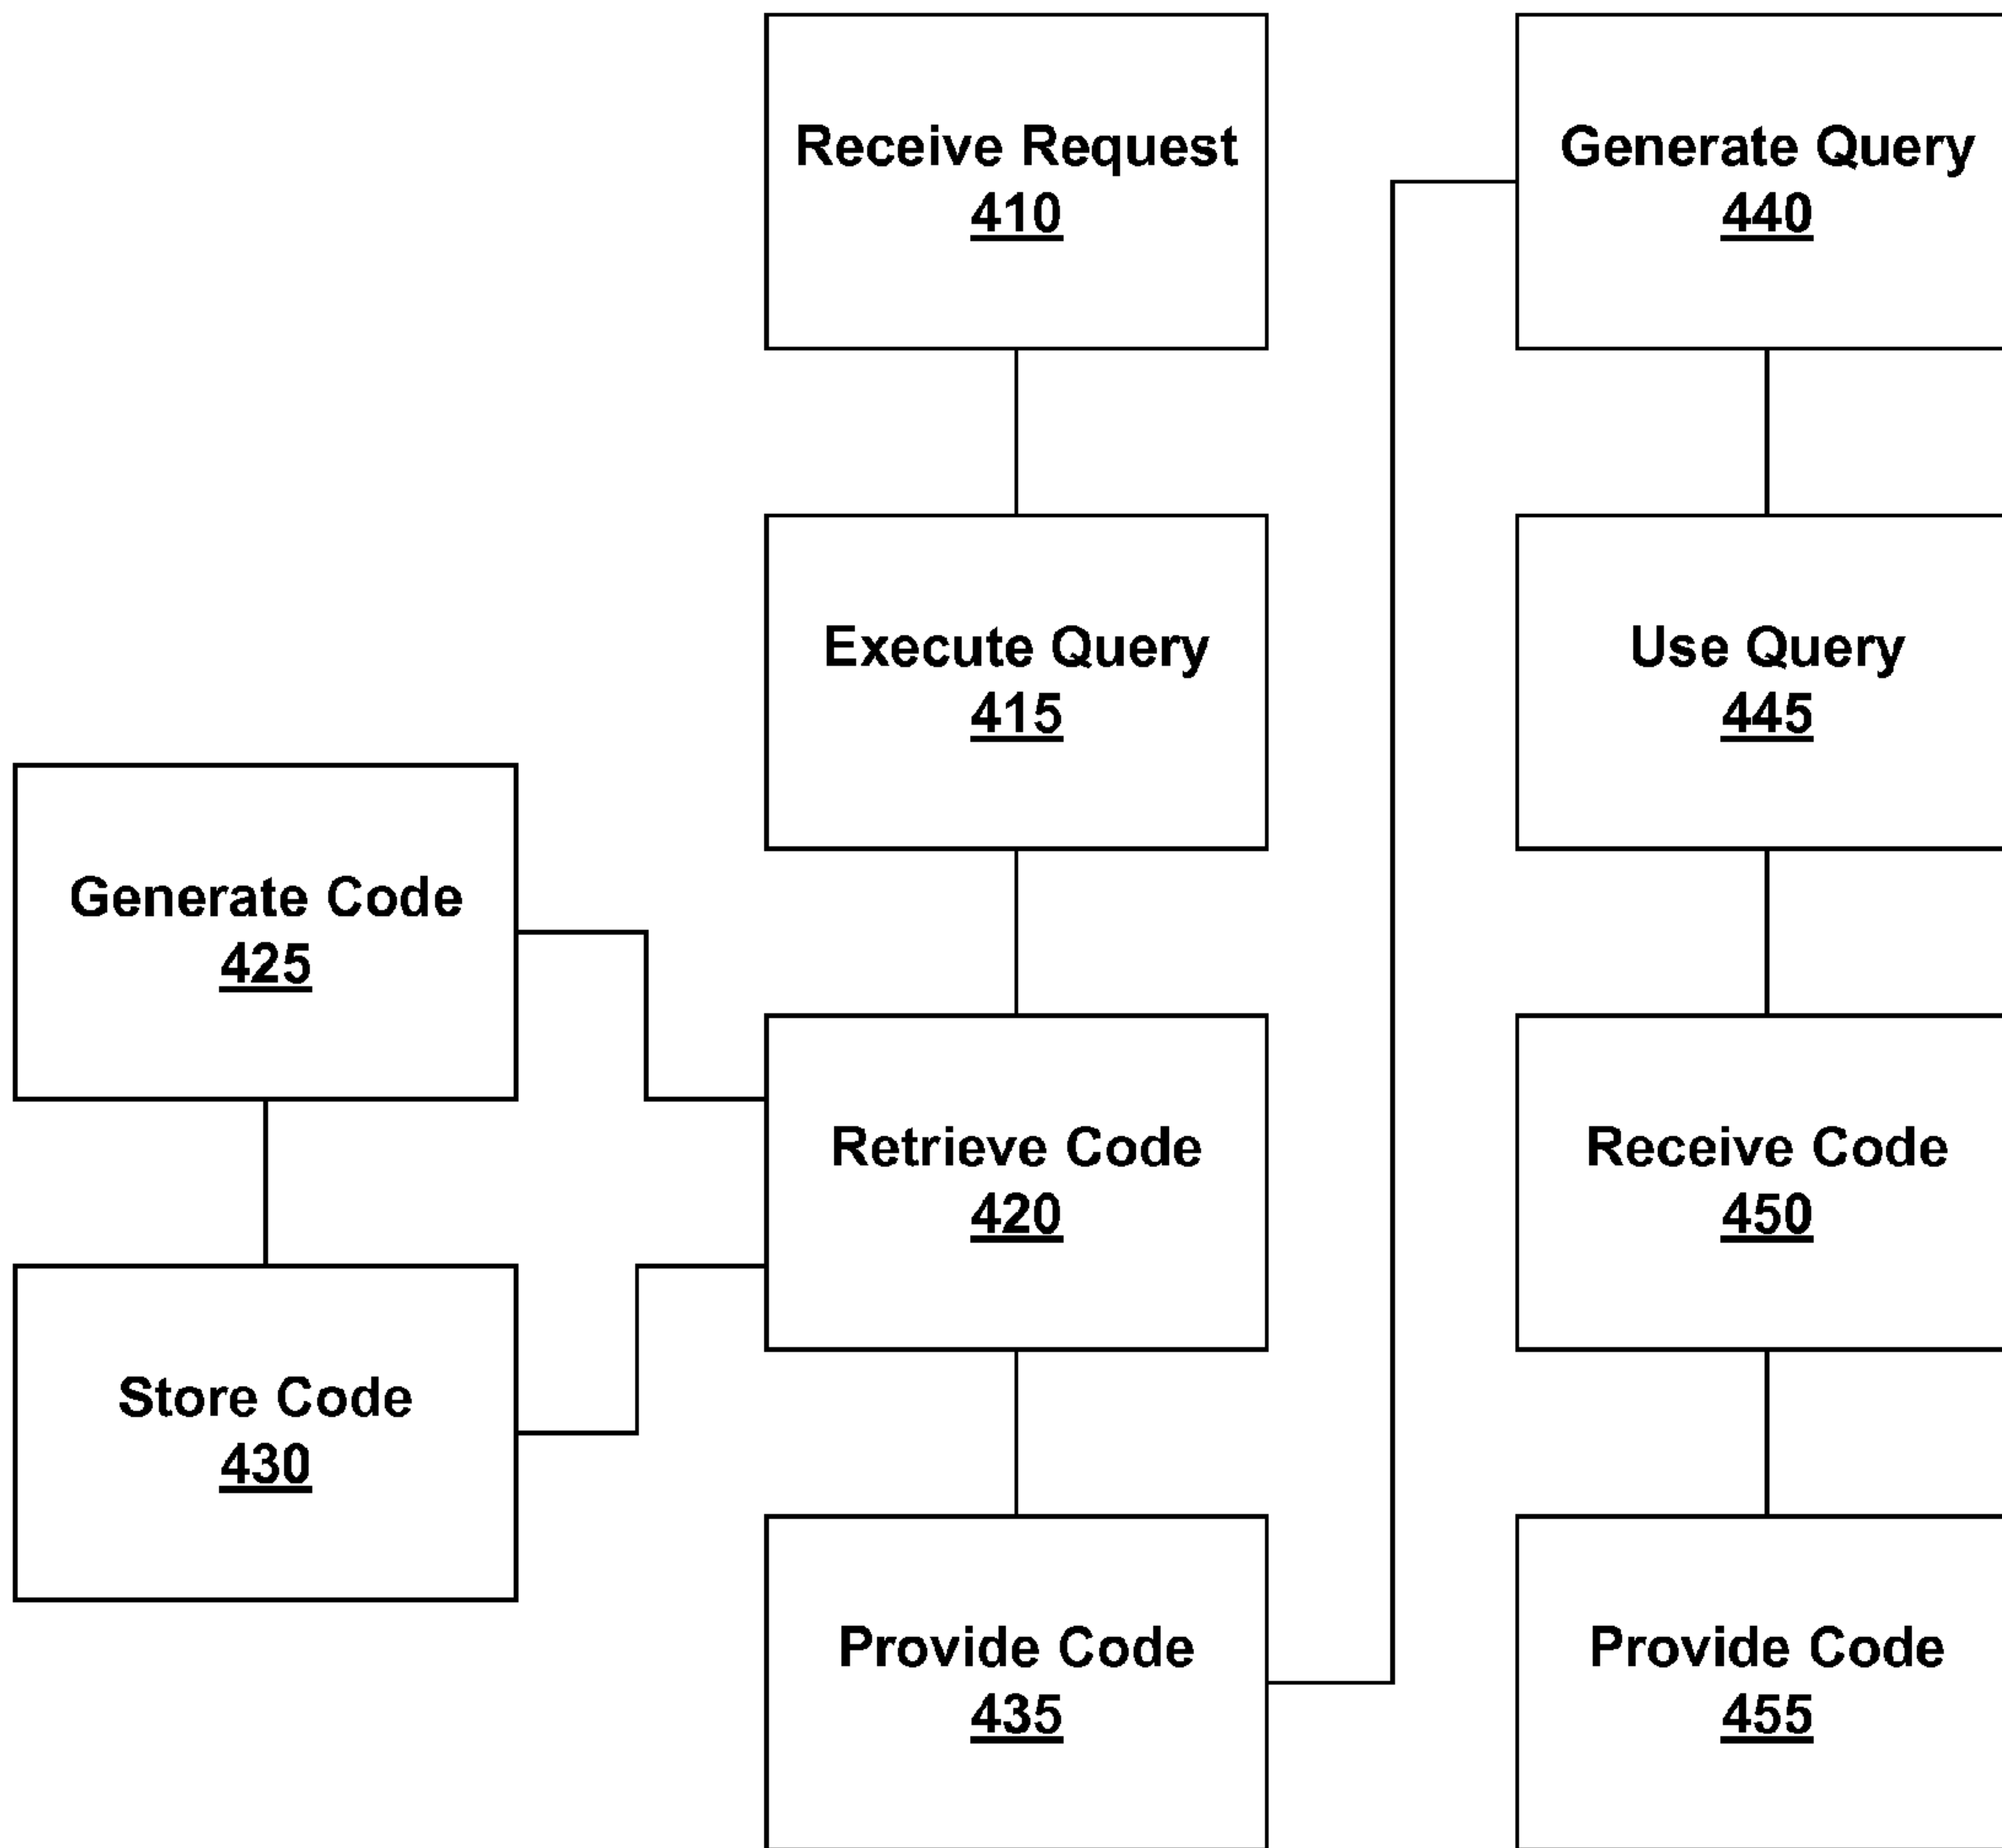 Receive Request
410
Execute Query
415
Generate Code
425
Retrieve Code
420
Store Code
430
Provide Code
435
Generate Query
440
Use Query
445
Receive Code
450
Provide Code
455